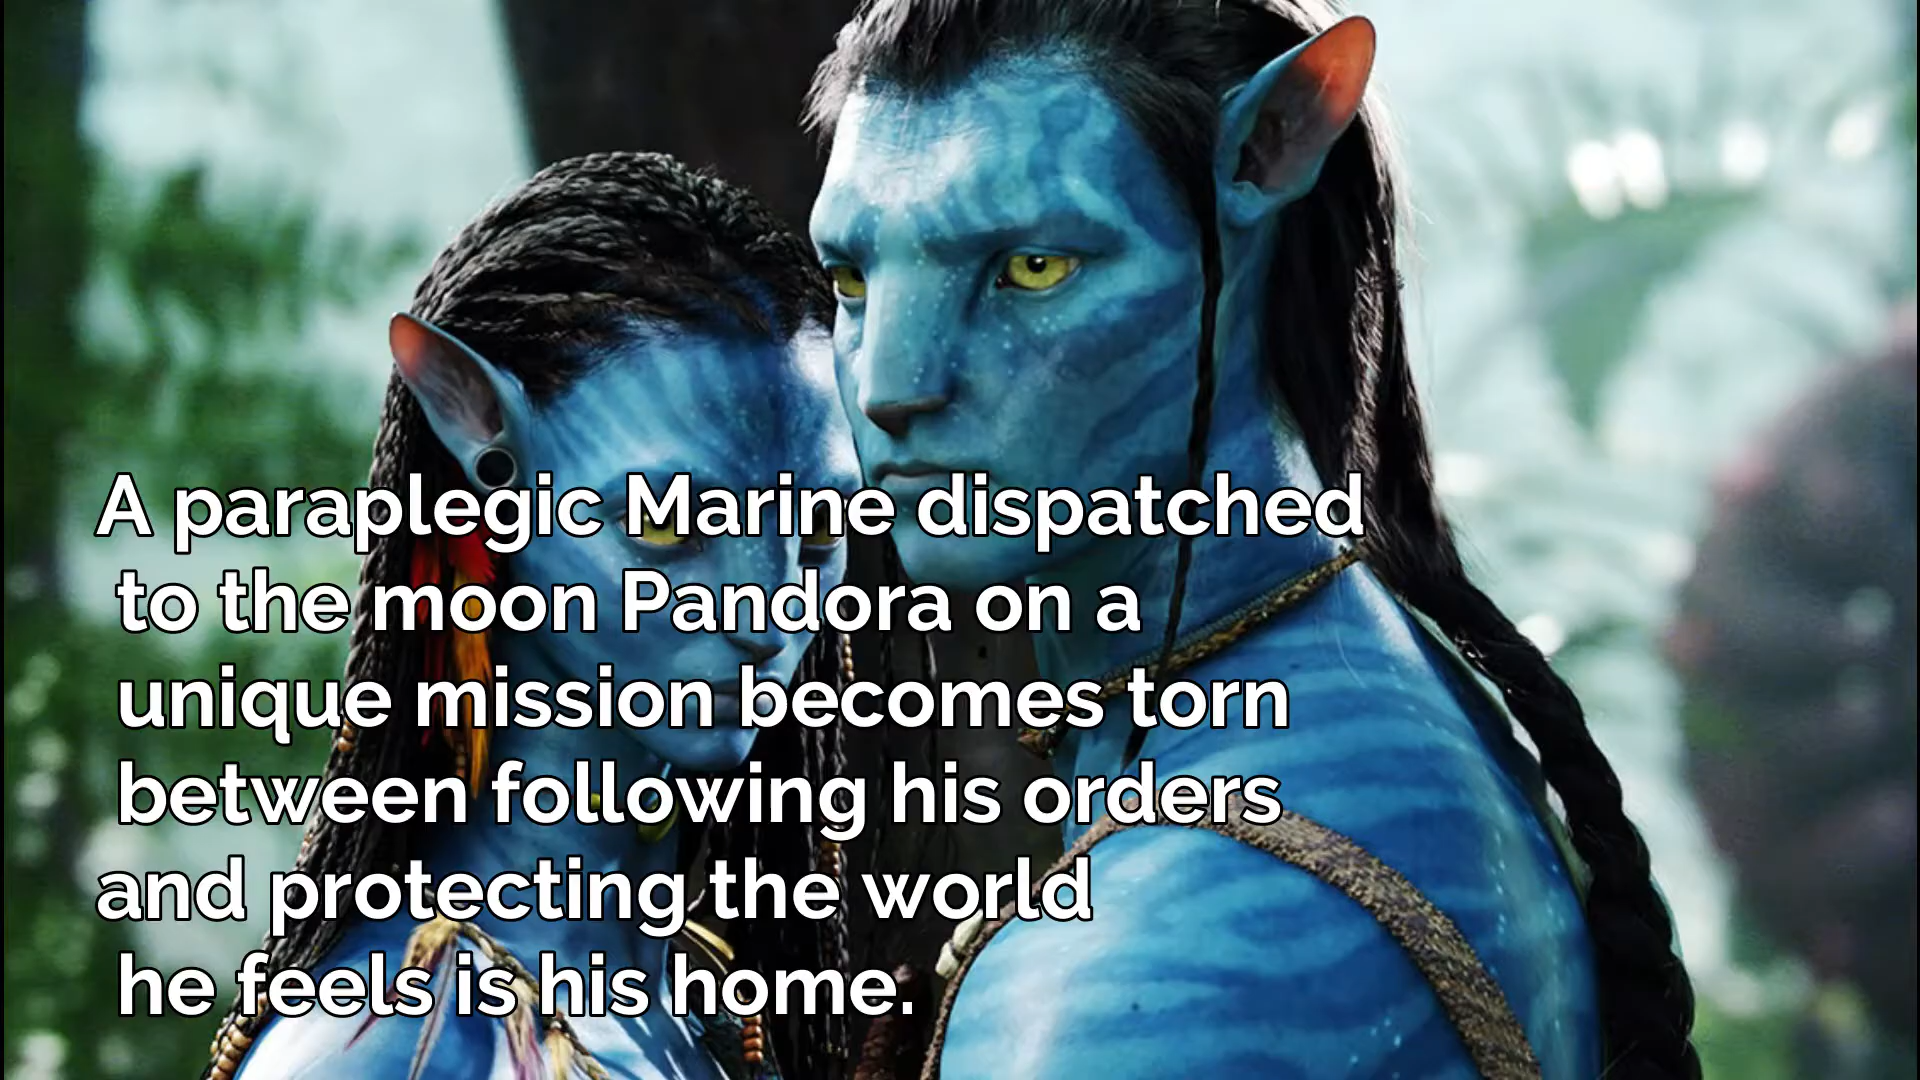 A paraplegic Marine dispatched
to the moon Pandora on a
unique mission becomes torn
between following his orders
and protecting the world
he feels is his home.